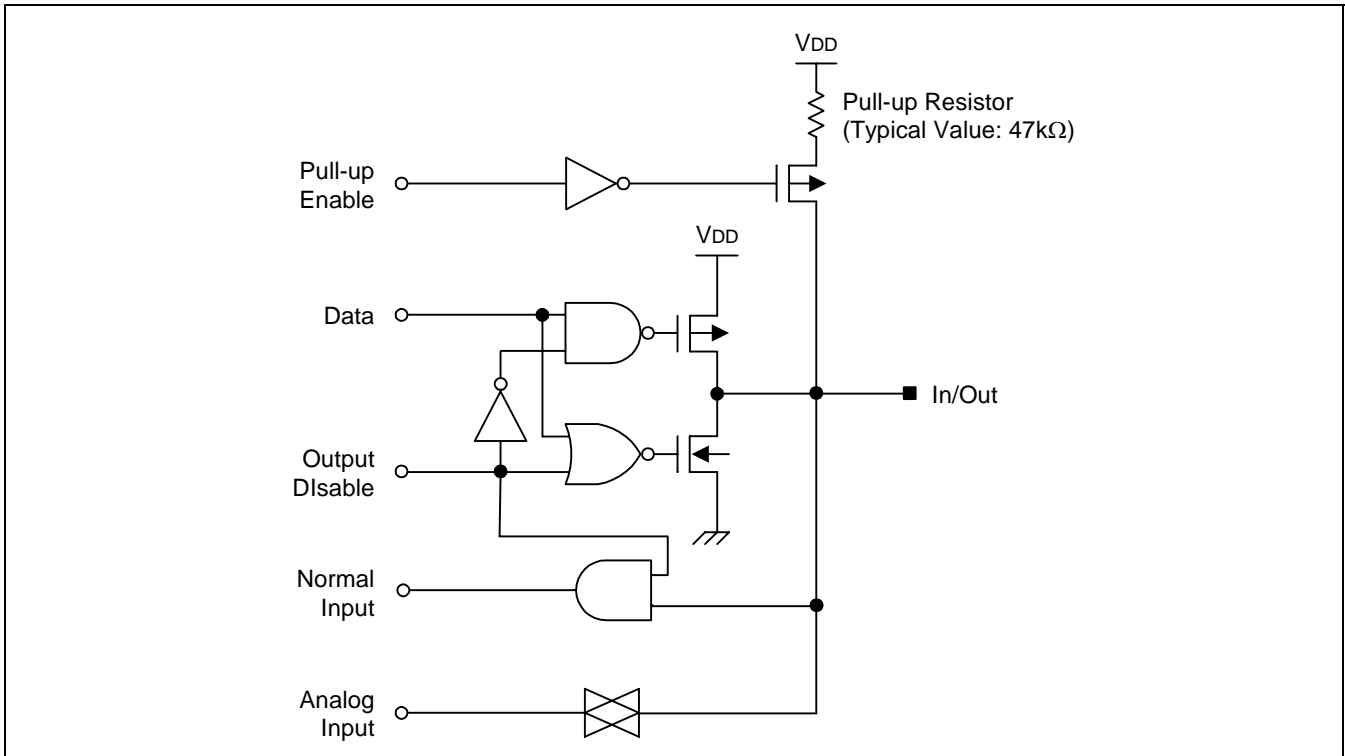 VDD
Pull-up Resistor
(Typical Value: 47kΩ)
Pull-up
Enable
VDD
Data
In/Out
Output
DIsable
Normal
Input
Analog
Input